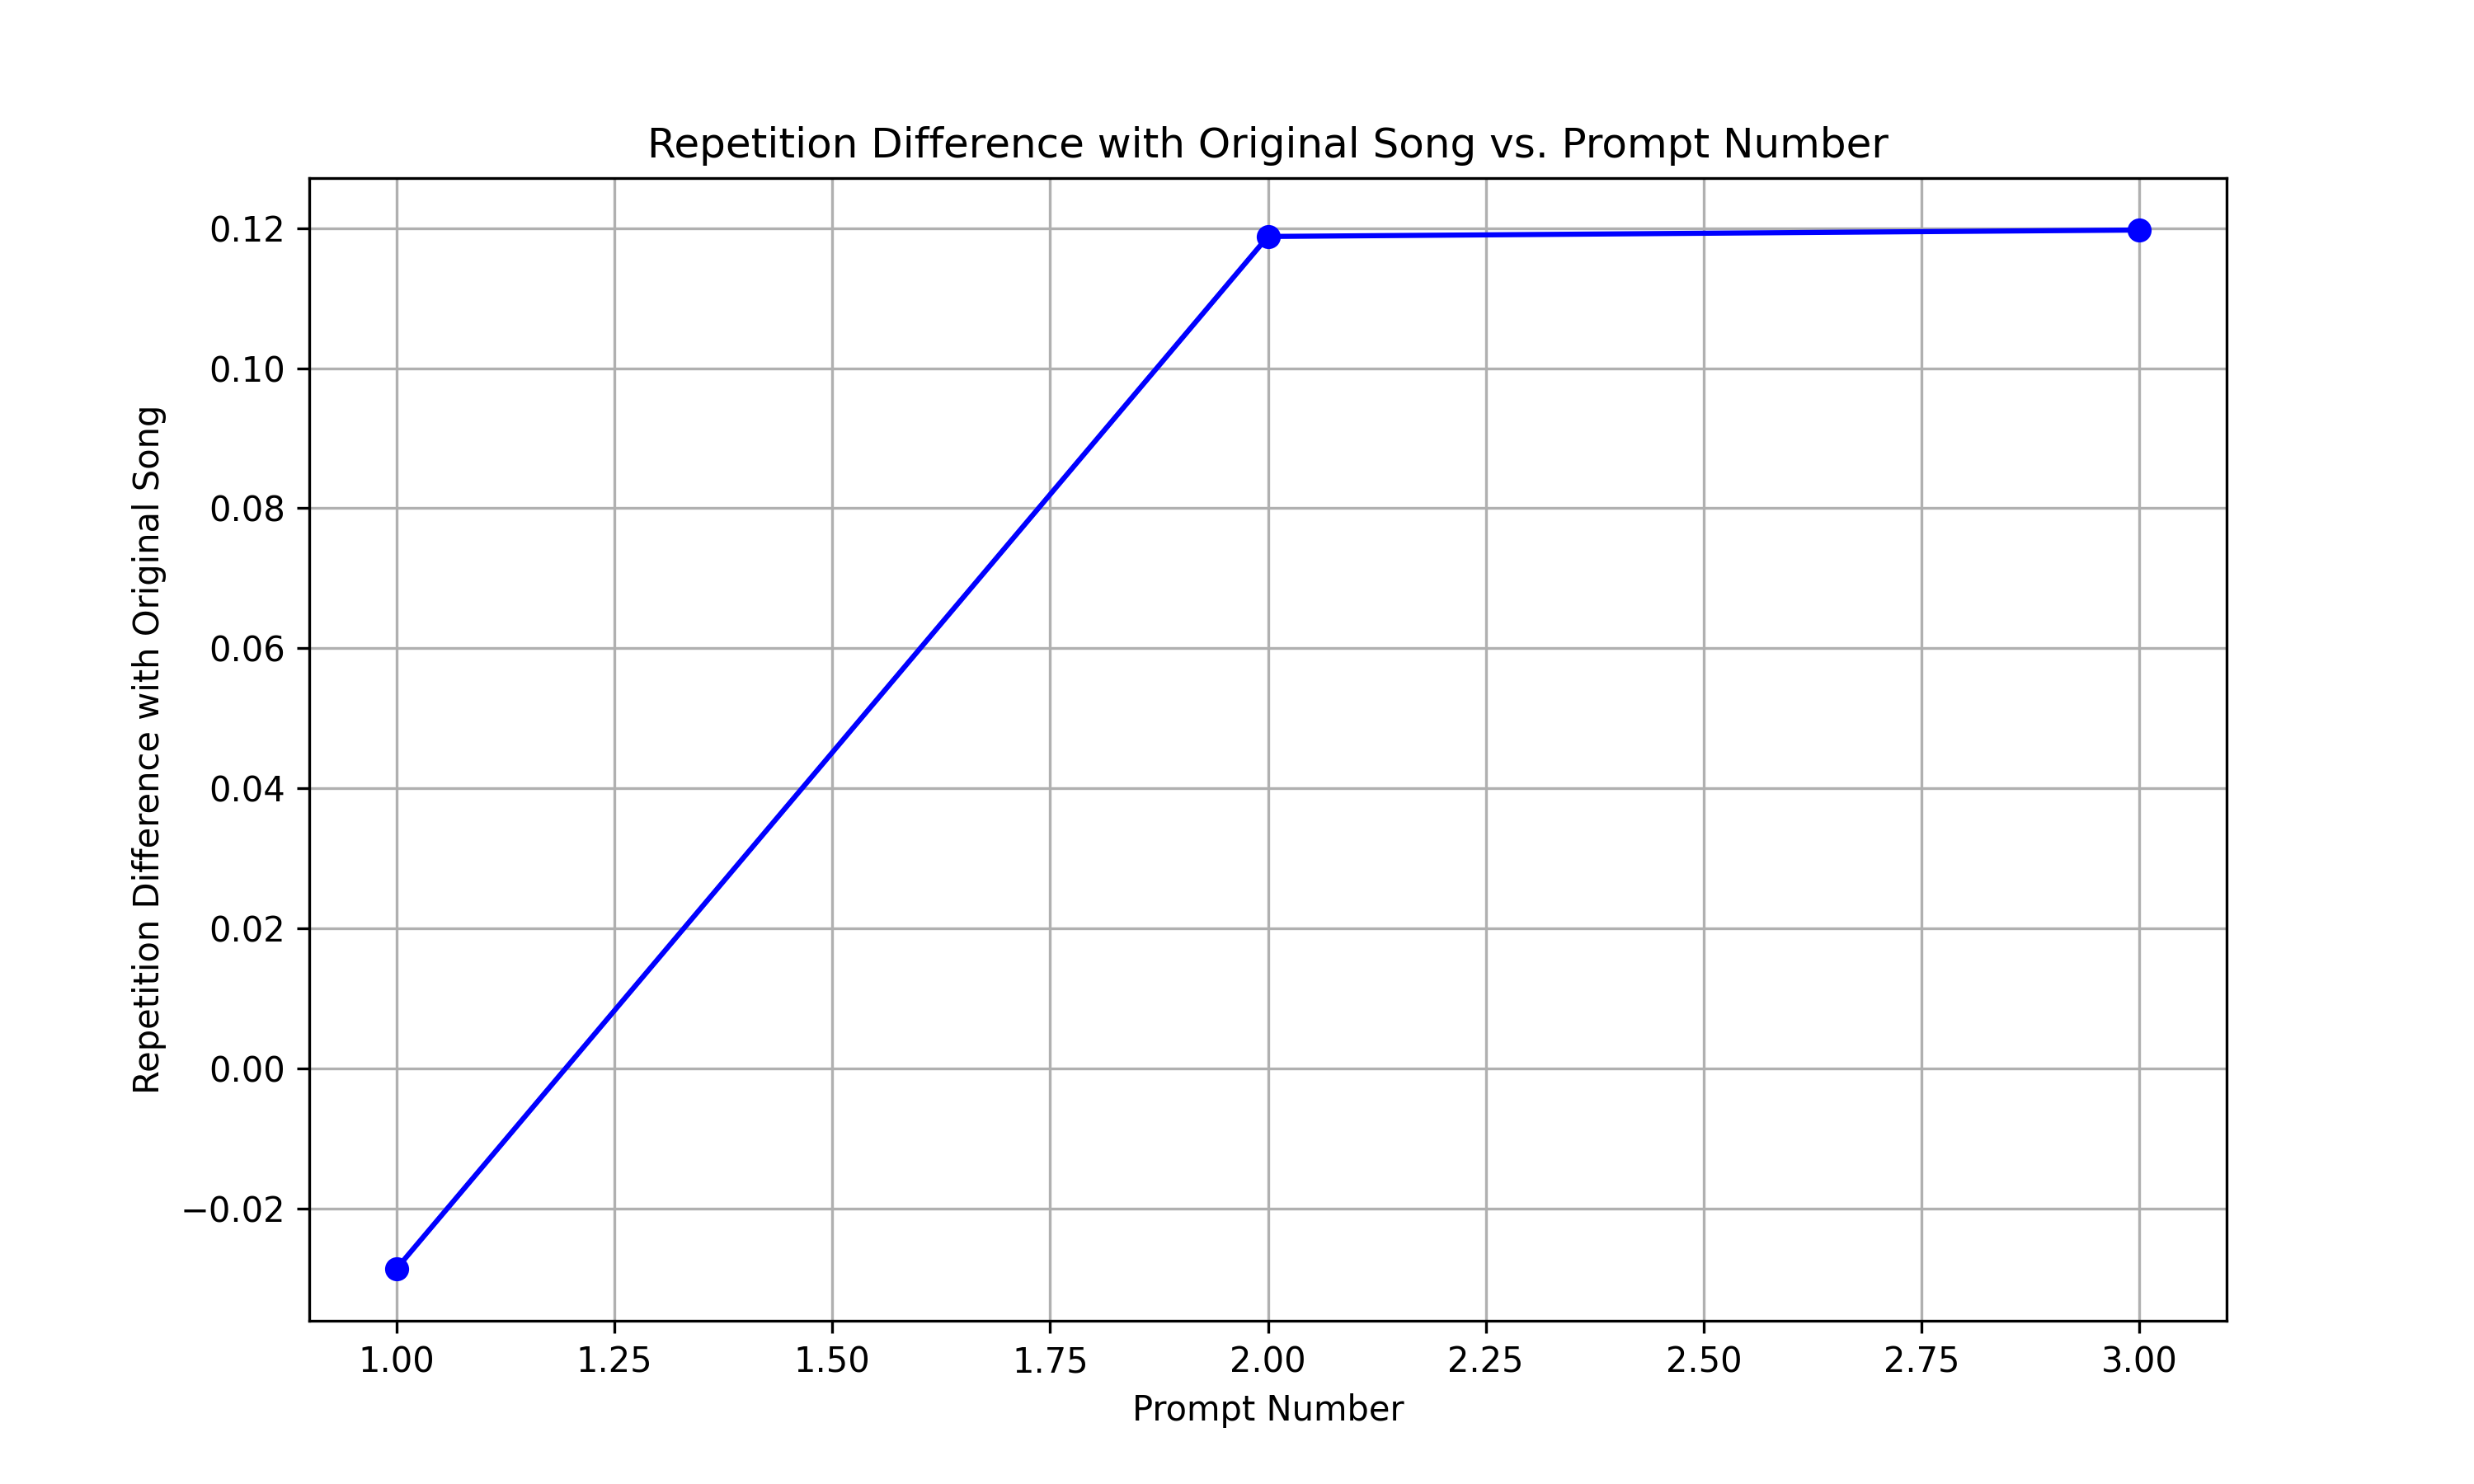 Repetition Difference with Original Song vs. Prompt Number
Repetition Difference with Original Song
0.12
0.10
0.08
0.06
0.04
0.02
0.00
−0.02
1.00 1.25 1.50 1.75 2.00 2.25 2.50 2.75 3.00
Prompt Number